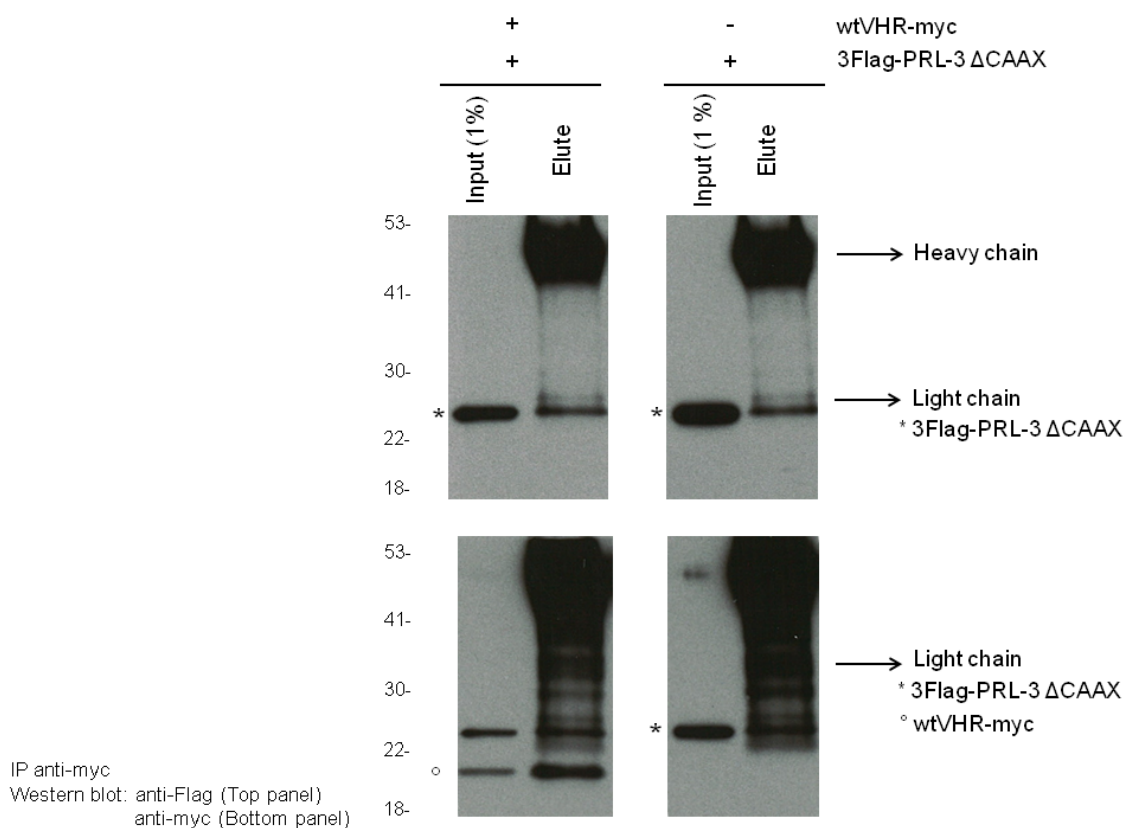 + - wtVHR-myc
+ + 3Flag-PRL-3 ΔCAAX
Input (1%)
Elute
Input (1 %)
Elute
53-
41-
30-
* *
22-
18-
Heavy chain
Light chain
* 3Flag-PRL-3 ΔCAAX
53-
41-
30-
*
22-
°
18-
Light chain
* 3Flag-PRL-3 ΔCAAX
° wtVHR-myc
IP anti-myc
Western blot: anti-Flag (Top panel)
anti-myc (Bottom panel)